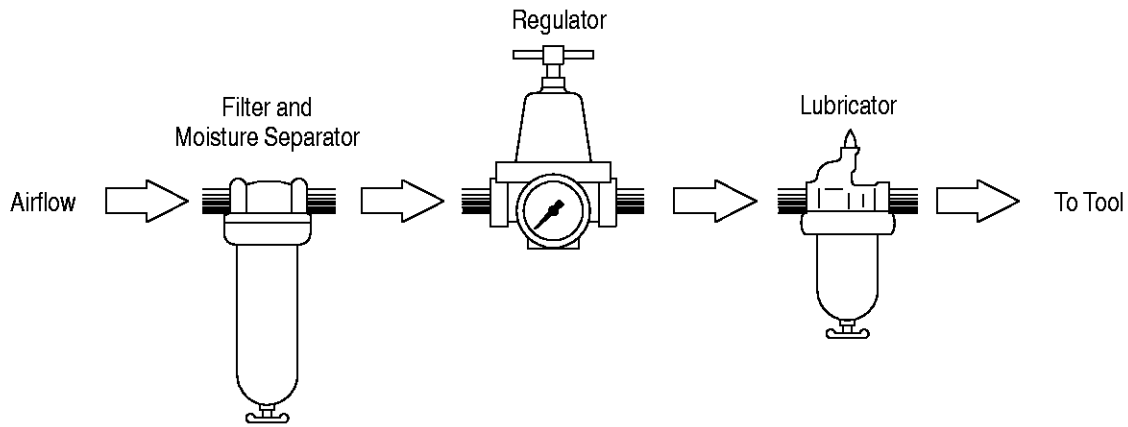 Regulator
Filter and
Moisture Separator
Lubricator
Airflow
To Tool